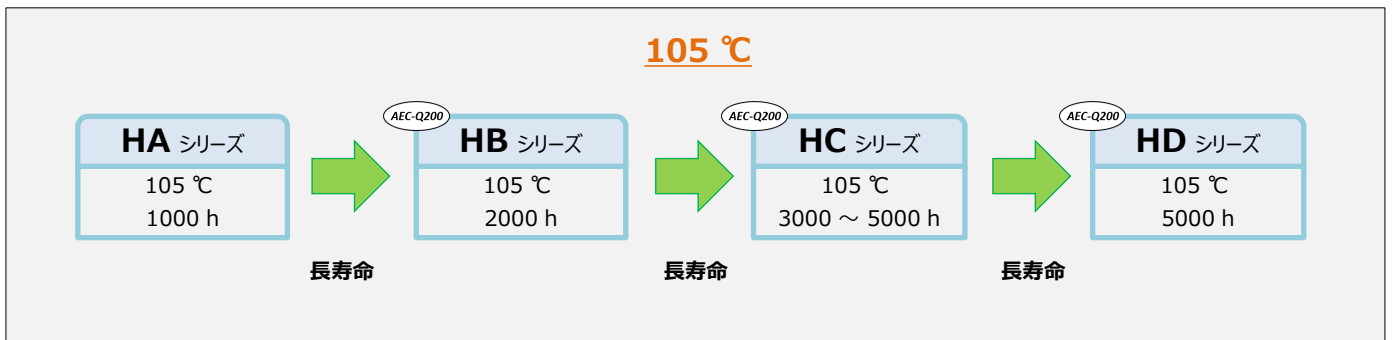 105 ℃
AEC-Q200
AEC-Q200
AEC-Q200
HA シリーズ
HB シリーズ
HC シリーズ
HD シリーズ
105 ℃
1000 h
105 ℃
2000 h
105 ℃
3000 ～ 5000 h
105 ℃
5000 h
長寿命
長寿命
長寿命